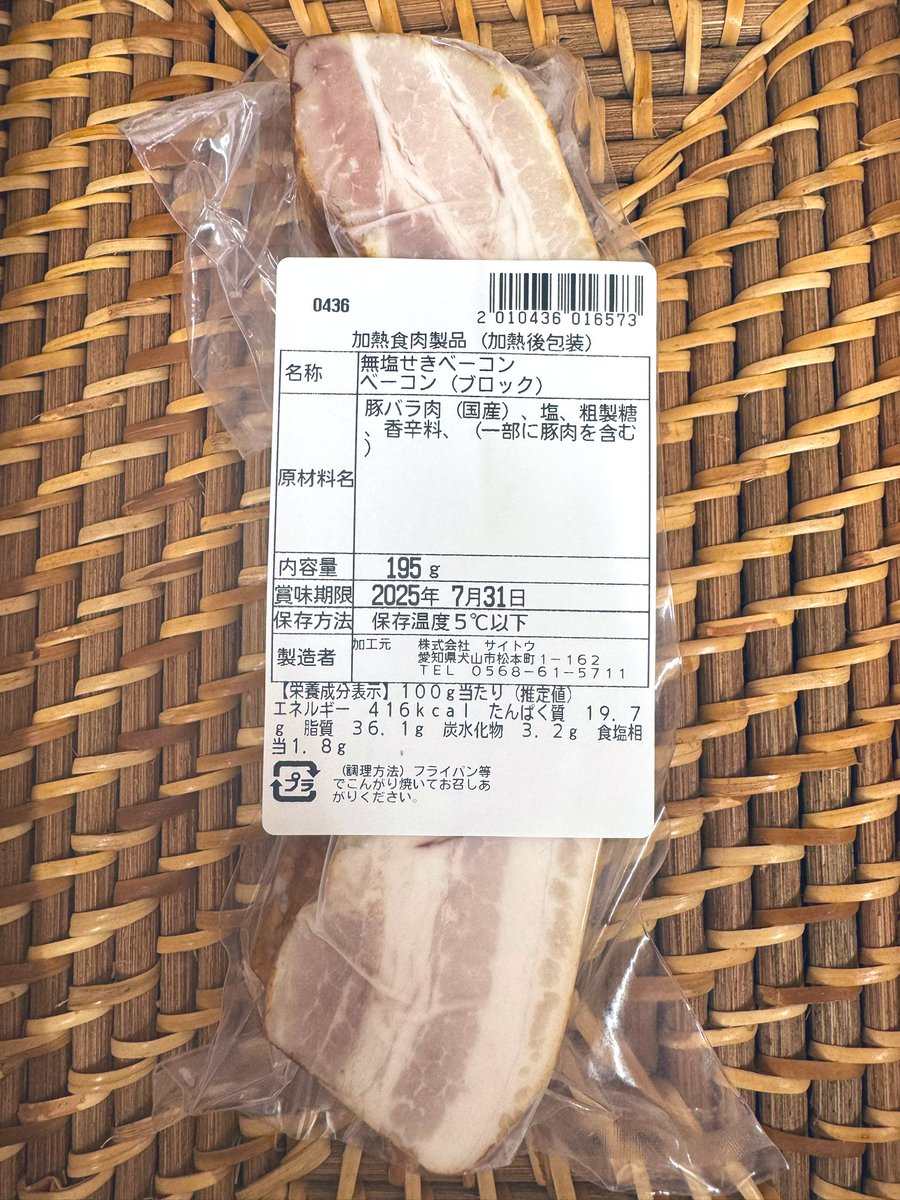 0436
2 010436 016573
加熱食肉製品（加熱後包装）
名称
無塩せきベーコン
ベーコン（ブロック）
原材料名
豚バラ肉（国産）、塩、粗製糖
、香辛料、（一部に豚肉を含む
）
内容量 195g
賞味期限 2025年 7月31日
保存方法 保存温度5℃以下
製造者
加工元 株式会社 サイトウ
愛知県犬山市松本町1-162
TEL 0568-61-5711
【栄養成分表示】100g当たり（推定値）
エネルギー 416kcal たんぱく質 19.7
g 脂質 36.1g 炭水化物 3.2g 食塩相
当1.8g
プラ
（調理方法）フライパン等
でこんがり焼いてお召しあ
がりください。